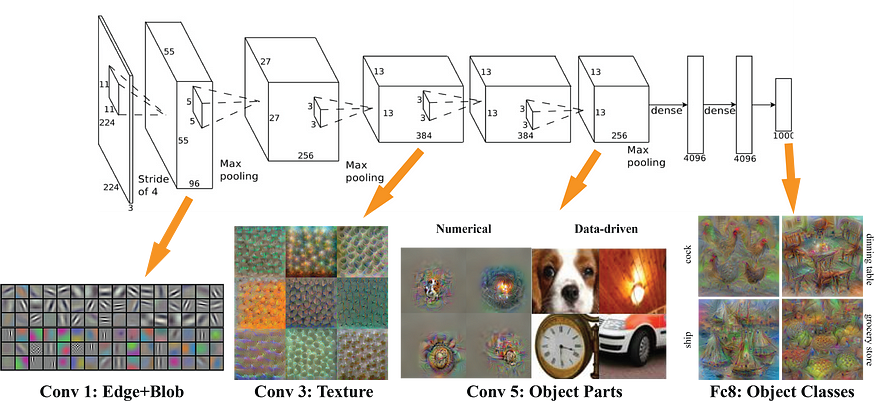 11
11
224
224
3
Stride
of 4
55
55
96
5
5
Max
pooling
27
27
256
3
3
Max
pooling
13
13
384
3
3
13
13
384
3
3
13
13
256
Max
pooling
dense
4096
dense
4096
1000
Numerical
Data-driven
cock
dinning table
ship
grocery store
Conv 1: Edge+Blob
Conv 3: Texture
Conv 5: Object Parts
Fc8: Object Classes